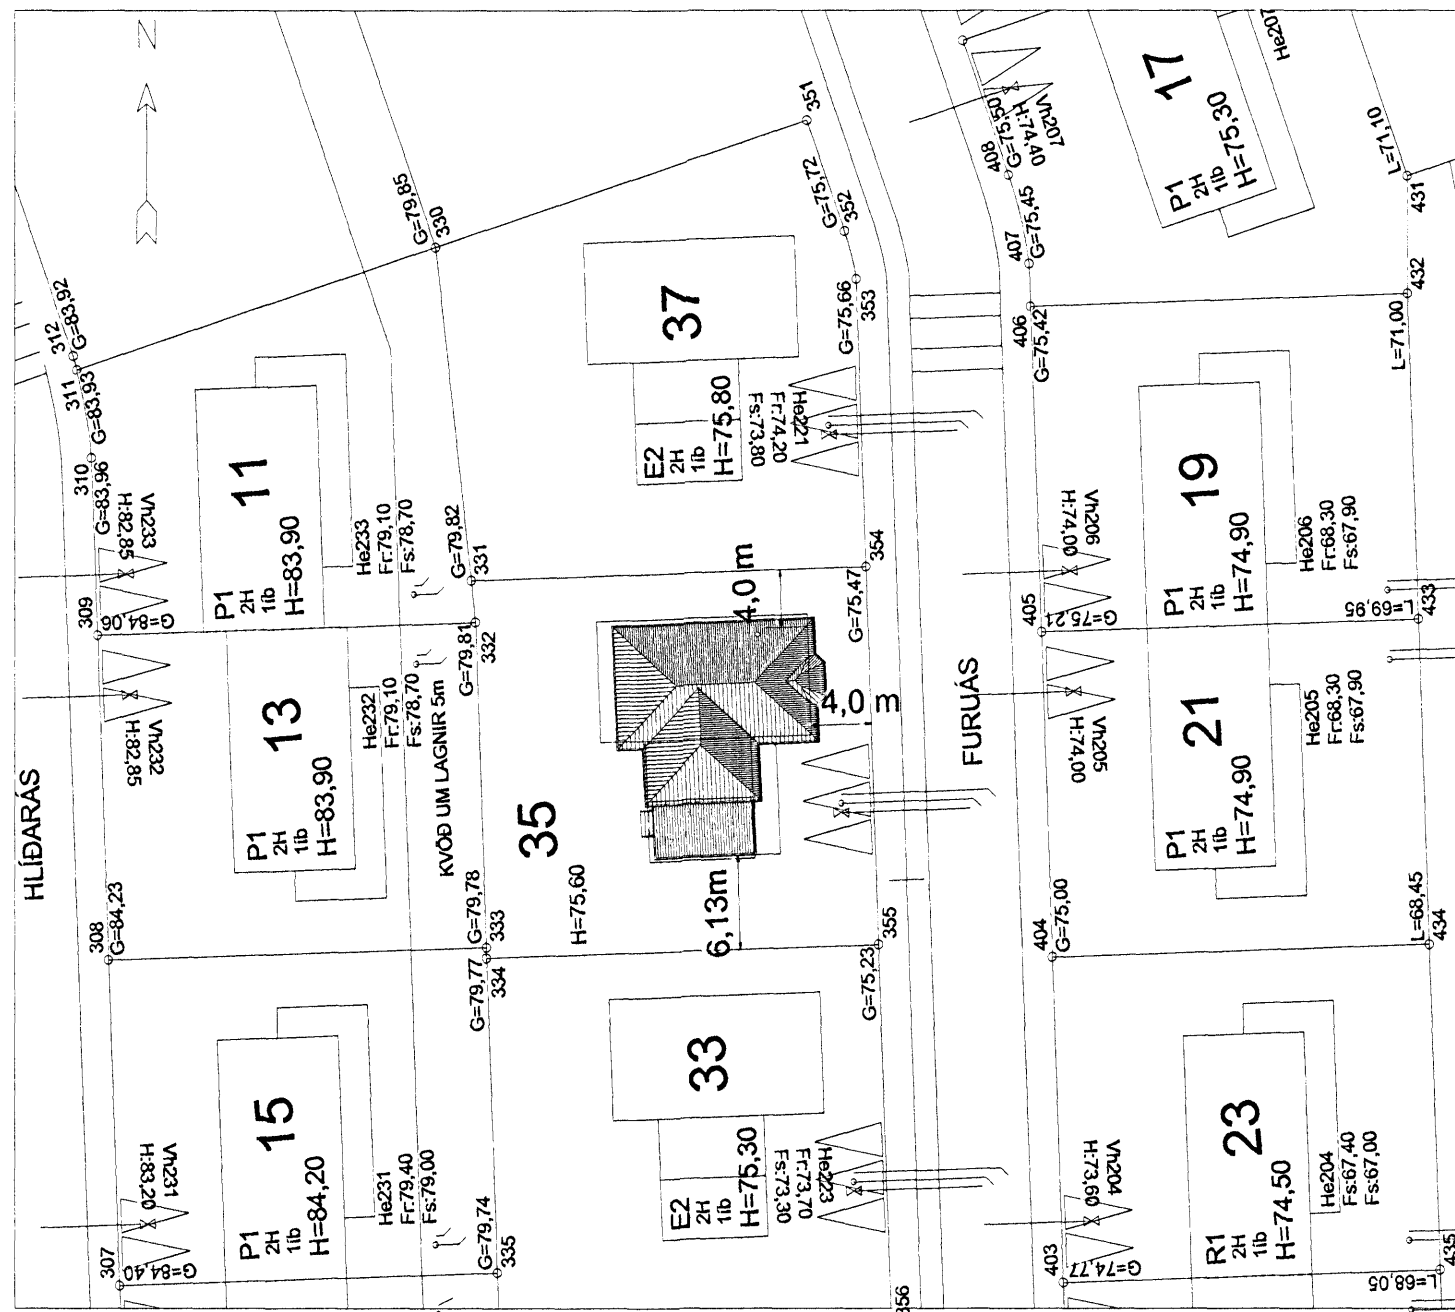 N
HLÍÐARÁS
FURUÁS
KVÖÐ UM LAGNIR 5m
312
G=83,92
311
G=83,93
310
G=83,96
Vh233
H:82,85
309
G=84,06
Vh232
H:82,85
308
G=84,23
Vh231
H:83,20
307
G=84,40
11
P1
2H
1íb
H=83,90
He233
Fr:79,10
Fs:78,70
13
P1
2H
1íb
H=83,90
He232
Fr:79,10
Fs:78,70
15
P1
2H
1íb
H=84,20
He231
Fr:79,40
Fs:79,00
G=79,85
330
G=79,82
331
G=79,81
332
G=79,78
333
G=79,77
334
G=79,74
335
351
G=75,72
352
G=75,66
353
37
E2
2H
1íb
H=75,80
He221
Fr:74,20
Fs:73,80
354
G=75,47
4,0 m
4,0 m
35
H=75,60
6,13m
355
G=75,23
33
E2
2H
1íb
H=75,30
He223
Fr:73,70
Fs:73,30
356
408
G=75,50
H:74,40
Vh207
407
G=75,45
406
G=75,42
Vh206
H:74,00
405
G=75,21
Vh205
H:74,00
404
G=75,00
Vh204
H:73,60
403
G=74,77
17
P1
2H
1íb
H=75,30
He207
19
P1
2H
1íb
H=74,90
He206
Fr:68,30
Fs:67,90
21
P1
2H
1íb
H=74,90
He205
Fr:68,30
Fs:67,90
23
R1
2H
1íb
H=74,50
He204
Fs:67,40
Fs:67,00
L=71,10
431
432
L=71,00
433
L=69,95
L=68,45
434
435
L=68,05